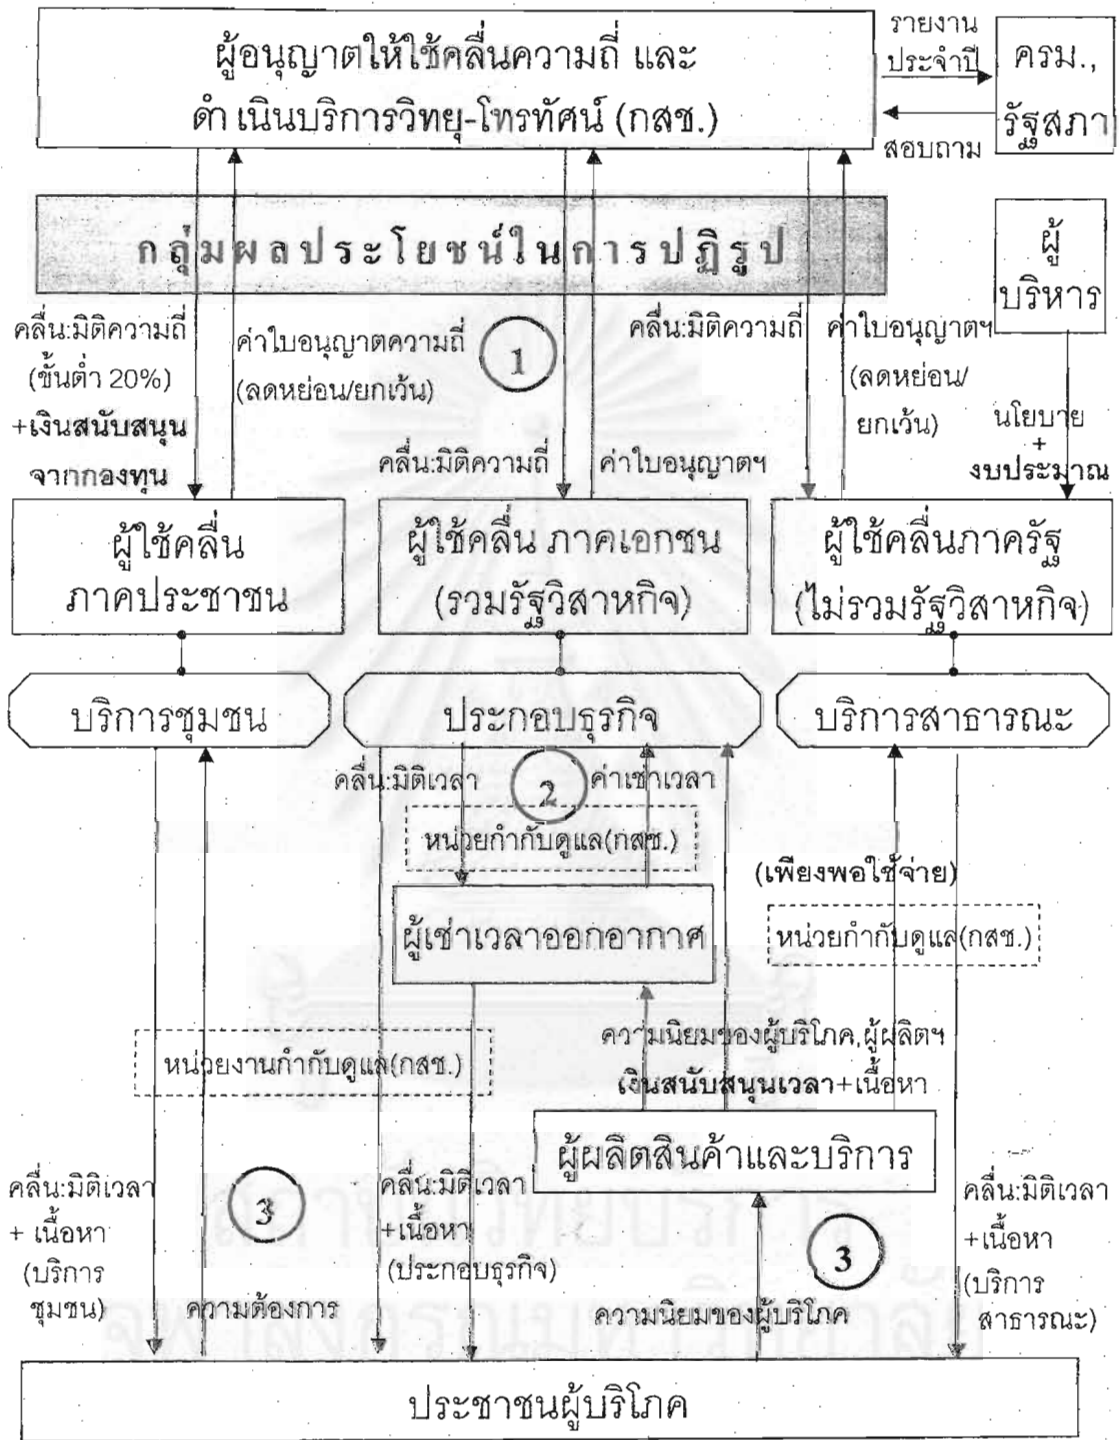 ผู้อนุญาตให้ใช้คลื่นความถี่ และ
ดำเนินบริการวิทยุ-โทรทัศน์ (กสช.)
รายงาน
ประจำปี
สอบถาม
ครม.,
รัฐสภา
กลุ่มผลประโยชน์ในการปฏิรูป
ผู้
บริหาร
คลื่น:มิติความถี่
(ขั้นต่ำ 20%)
+เงินสนับสนุน
จากกองทุน
ค่าใบอนุญาตความถี่
(ลดหย่อน/ยกเว้น)
1
คลื่น:มิติความถี่
ค่าใบอนุญาตฯ
คลื่น:มิติความถี่
ค่าใบอนุญาตฯ
(ลดหย่อน/
ยกเว้น)
นโยบาย
+
งบประมาณ
ผู้ใช้คลื่น
ภาคประชาชน
ผู้ใช้คลื่น ภาคเอกชน
(รวมรัฐวิสาหกิจ)
ผู้ใช้คลื่นภาครัฐ
(ไม่รวมรัฐวิสาหกิจ)
บริการชุมชน
ประกอบธุรกิจ
บริการสาธารณะ
คลื่น:มิติเวลา
2
ค่าเช่าเวลา
หน่วยกำกับดูแล(กสช.)
(เพียงพอใช้จ่าย)
ผู้เช่าเวลาออกอากาศ
หน่วยกำกับดูแล(กสช.)
หน่วยงานกำกับดูแล(กสช.)
ความนิยมของผู้บริโภค,ผู้ผลิตฯ
เงินสนับสนุนเวลา+เนื้อหา
ผู้ผลิตสินค้าและบริการ
คลื่น:มิติเวลา
+ เนื้อหา
(บริการ
ชุมชน)
3
ความต้องการ
คลื่น:มิติเวลา
+เนื้อหา
(ประกอบธุรกิจ)
3
ความนิยมของผู้บริโภค
คลื่น:มิติเวลา
+เนื้อหา
(บริการ
สาธารณะ)
ประชาชนผู้บริโภค
สถาบันวิทยบริการ
จุฬาลงกรณ์มหาวิทยาลัย